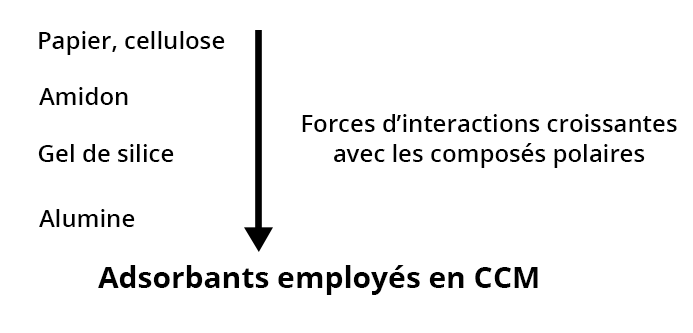 Papier, cellulose
Amidon
Gel de silice
Alumine
Forces d’interactions croissantes
avec les composés polaires
Adsorbants employés en CCM